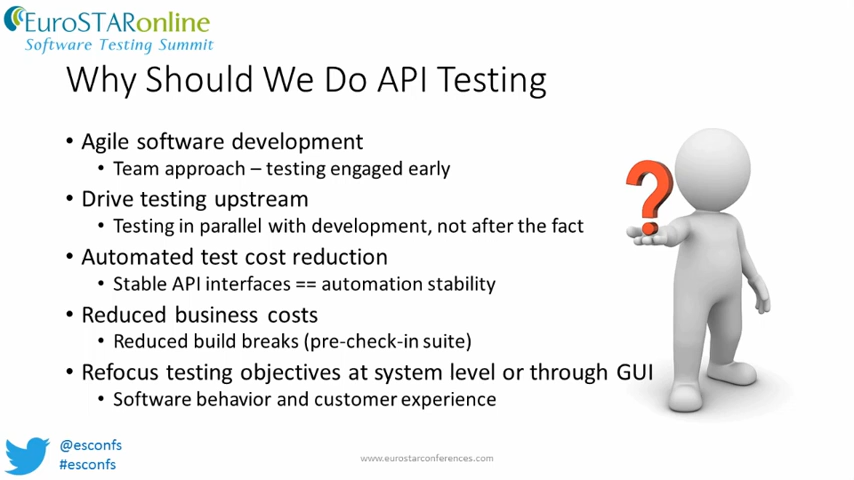 EuroSTARonline
Software Testing Summit
Why Should We Do API Testing
• Agile software development
• Team approach – testing engaged early
• Drive testing upstream
• Testing in parallel with development, not after the fact
• Automated test cost reduction
• Stable API interfaces == automation stability
• Reduced business costs
• Reduced build breaks (pre-check-in suite)
• Refocus testing objectives at system level or through GUI
• Software behavior and customer experience
?
@esconfs
#esconfs
www.eurostarconferences.com